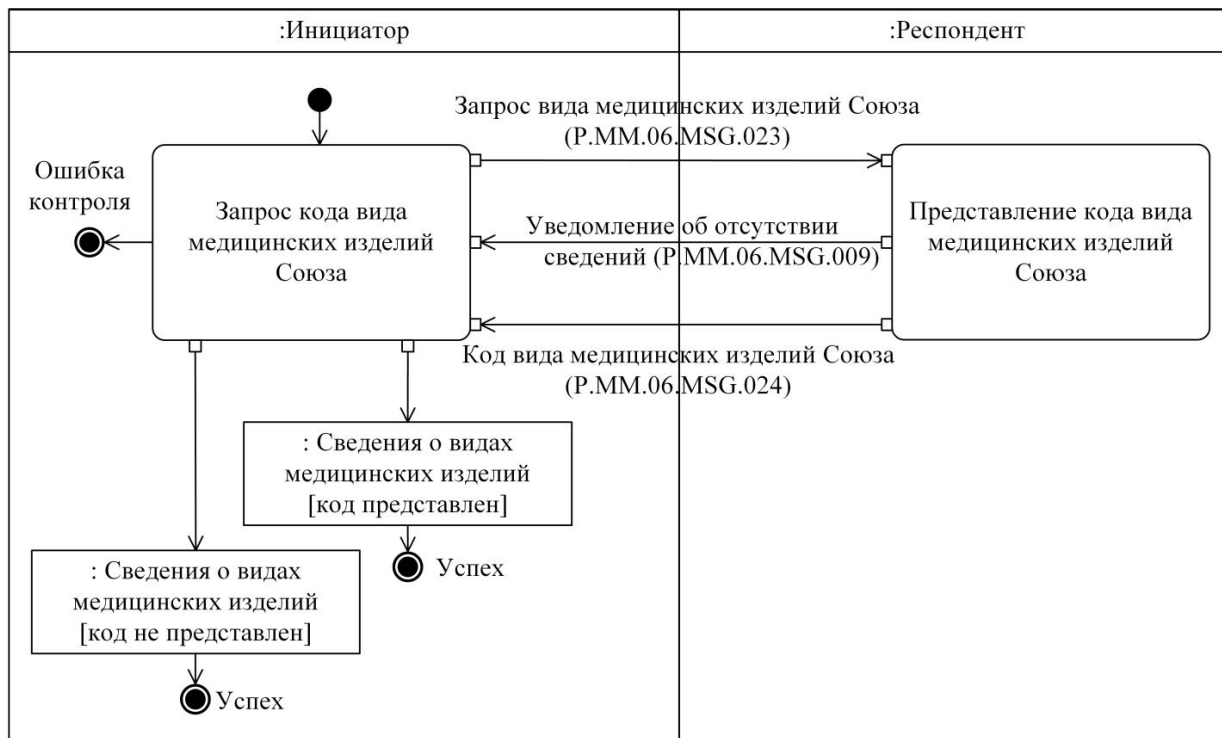 :Инициатор
:Респондент
Запрос вида медицинских изделий Союза
(P.MM.06.MSG.023)
Ошибка
контроля
Запрос кода вида
медицинских изделий
Союза
Уведомление об отсутствии
сведений (P.MM.06.MSG.009)
Представление кода вида
медицинских изделий
Союза
Код вида медицинских изделий Союза
(P.MM.06.MSG.024)
: Сведения о видах
медицинских изделий
[код представлен]
Успех
: Сведения о видах
медицинских изделий
[код не представлен]
Успех